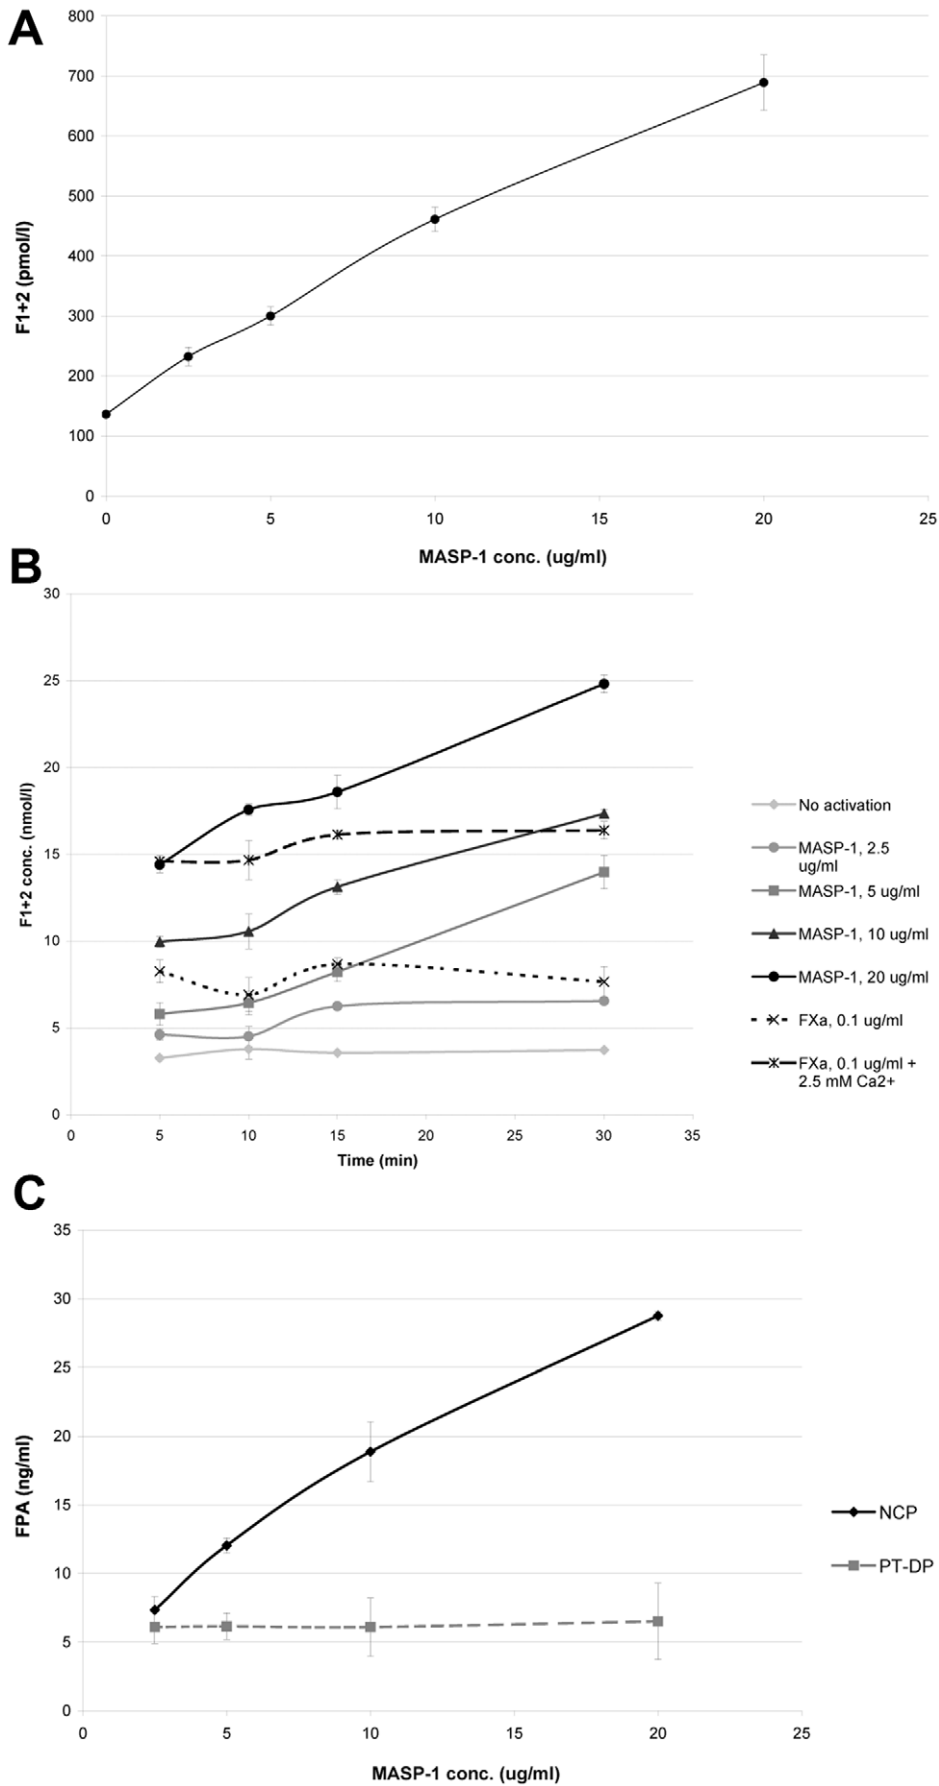 A
800
700
600
500
400
300
200
100
0
F1+2 (pmol/l)
0 5 10 15 20 25
MASP-1 conc. (ug/ml)
B
30
25
20
15
10
5
0
F1+2 conc. (nmol/l)
0 5 10 15 20 25 30 35
Time (min)
No activation
MASP-1, 2.5
ug/ml
MASP-1, 5 ug/ml
MASP-1, 10 ug/ml
MASP-1, 20 ug/ml
FXa, 0.1 ug/ml
FXa, 0.1 ug/ml +
2.5 mM Ca2+
C
35
30
25
20
15
10
5
0
FPA (ng/ml)
0 5 10 15 20 25
MASP-1 conc. (ug/ml)
NCP
PT-DP